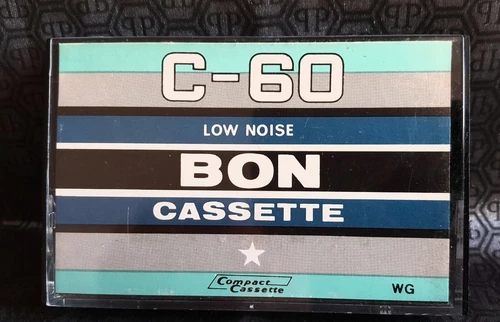 C-60
LOW NOISE
BON
CASSETTE
Compact
Cassette
WG